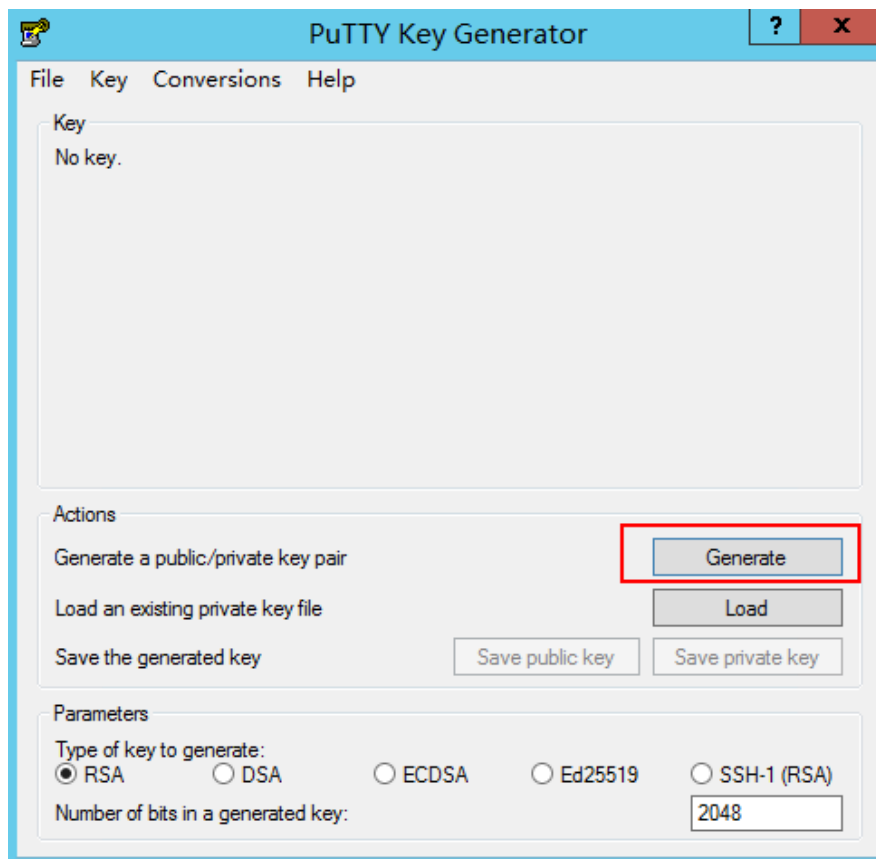 PuTTY Key Generator ? x
File Key Conversions Help
Key
No key.
Actions
Generate a public/private key pair Generate
Load an existing private key file Load
Save the generated key Save public key Save private key
Parameters
Type of key to generate:
RSA DSA ECDSA Ed25519 SSH-1 (RSA)
Number of bits in a generated key: 2048